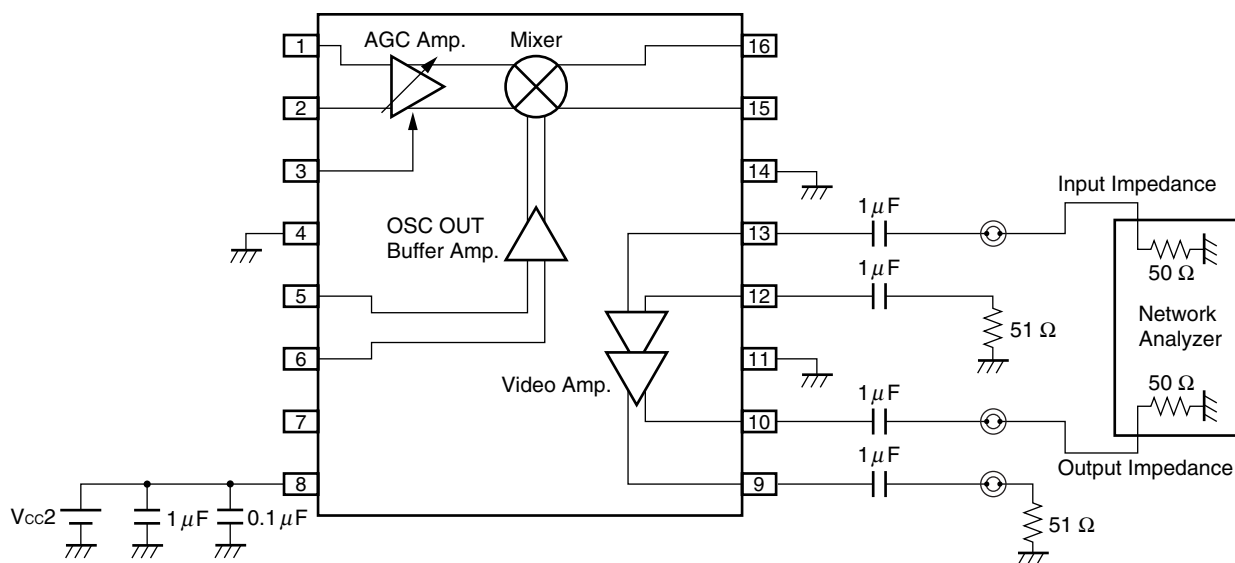 AGC Amp.
Mixer
1
2
3
4
5
6
7
8
16
15
14
13
12
11
10
9
OSC OUT
Buffer Amp.
Video Amp.
VCC2
1 μF
0.1 μF
1 μF
1 μF
51 Ω
1 μF
1 μF
51 Ω
Input Impedance
50 Ω
Network
Analyzer
50 Ω
Output Impedance